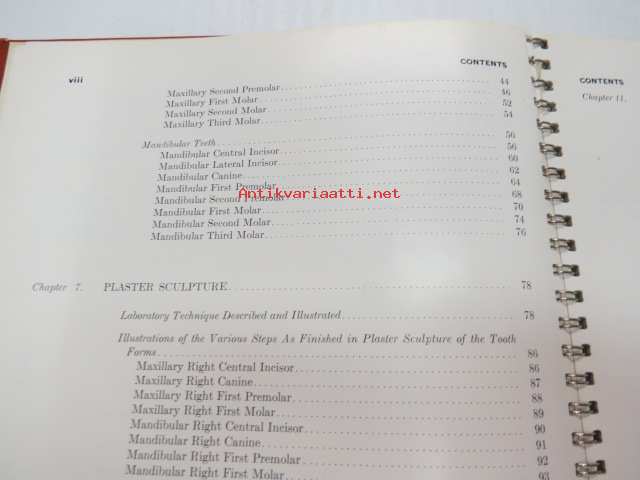 viii CONTENTS
Maxillary Second Premolar 44
Maxillary First Molar 46
Maxillary Second Molar 52
Maxillary Third Molar 54
Mandibular Teeth 56
Mandibular Central Incisor 56
Mandibular Lateral Incisor 60
Mandibular Canine 62
Mandibular First Premolar 64
Mandibular Second Premolar 68
Mandibular First Molar 70
Mandibular Second Molar 74
Mandibular Third Molar 76
Antikvariaatti.net
Chapter 7. PLASTER SCULPTURE 78
Laboratory Technique Described and Illustrated 78
Illustrations of the Various Steps As Finished in Plaster Sculpture of the Tooth
Forms 86
Maxillary Right Central Incisor 86
Maxillary Right Canine 87
Maxillary Right First Premolar 88
Maxillary Right First Molar 89
Mandibular Right Central Incisor 90
Mandibular Right Canine 91
Mandibular Right First Premolar 92
Mandibular Right First Molar 93
CONTENTS
Chapter 11.